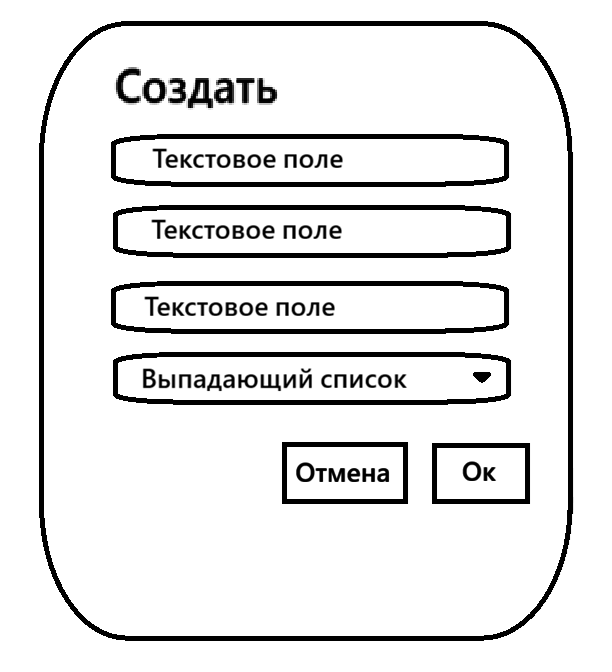 Создать
Текстовое поле
Текстовое поле
Текстовое поле
Выпадающий список
Отмена
Ок